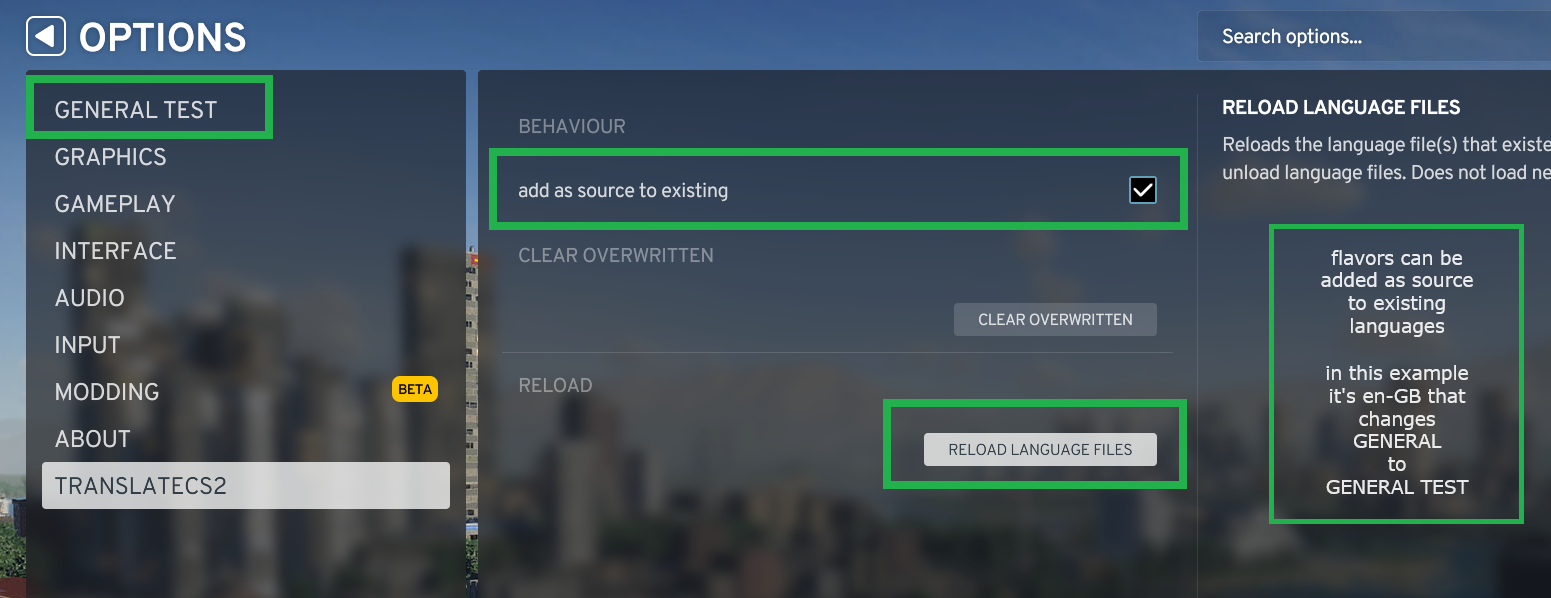 OPTIONS
Search options...
GENERAL TEST
GRAPHICS
GAMEPLAY
INTERFACE
AUDIO
INPUT
MODDING
BETA
ABOUT
TRANSLATECS2
BEHAVIOUR
add as source to existing
CLEAR OVERWRITTEN
CLEAR OVERWRITTEN
RELOAD
RELOAD LANGUAGE FILES
RELOAD LANGUAGE FILES
Reloads the language file(s) that existe
unload language files. Does not load ne
flavors can be
added as source
to existing
languages
in this example
it's en-GB that
changes
GENERAL
to
GENERAL TEST